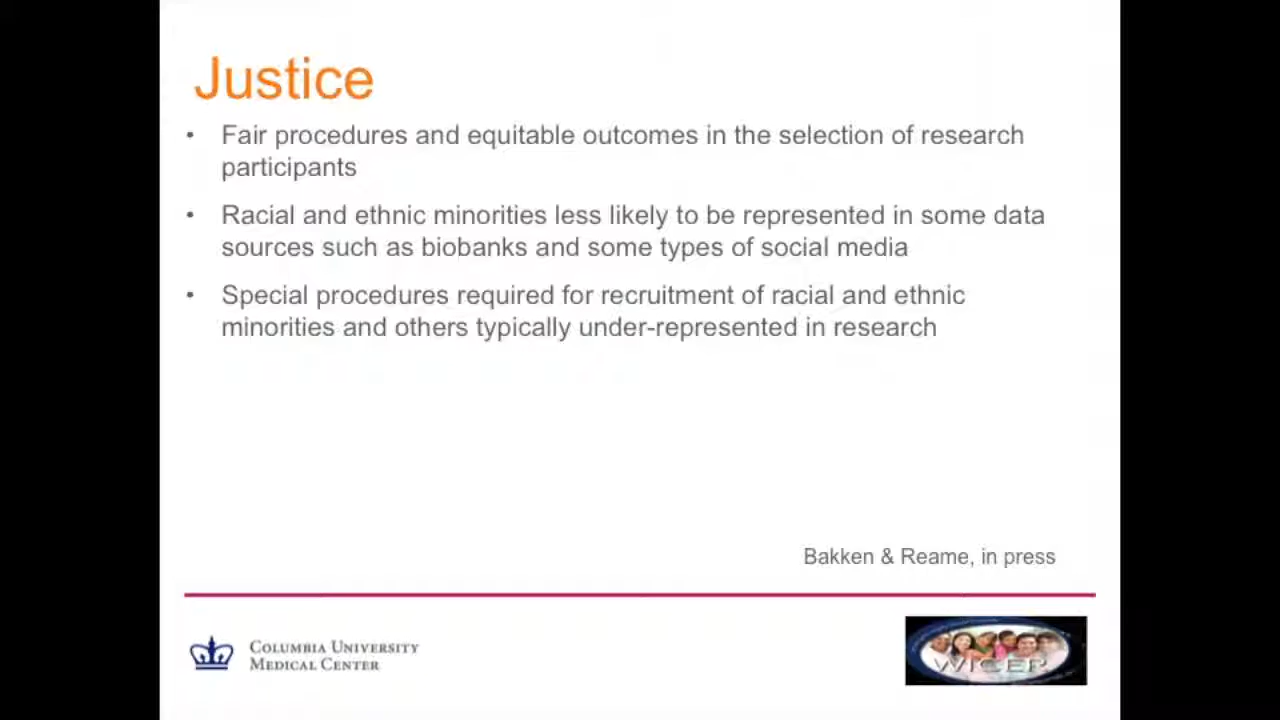 Justice
• Fair procedures and equitable outcomes in the selection of research
participants
• Racial and ethnic minorities less likely to be represented in some data
sources such as biobanks and some types of social media
• Special procedures required for recruitment of racial and ethnic
minorities and others typically under-represented in research
Bakken & Reame, in press
COLUMBIA UNIVERSITY
MEDICAL CENTER
WICER